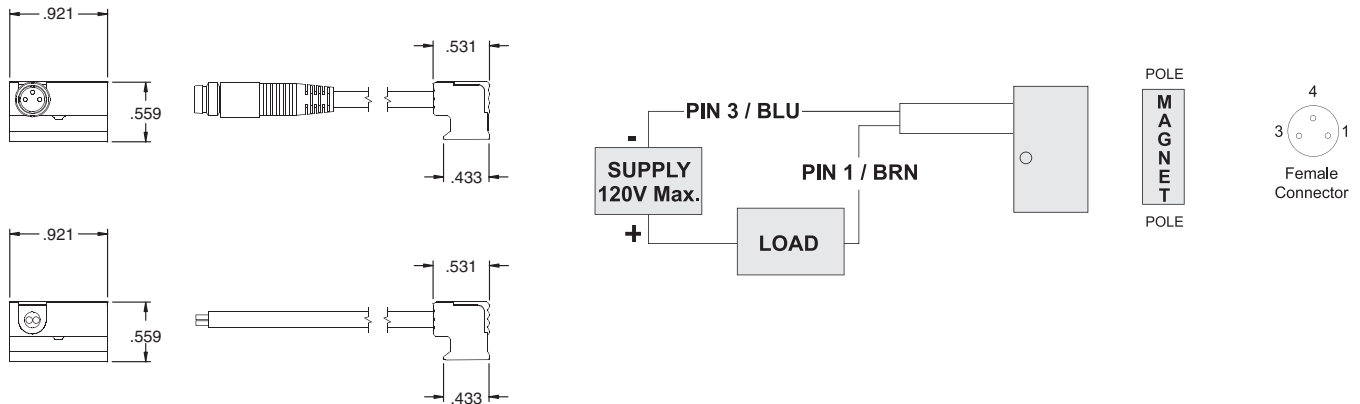 .921
.559
.531
.433
.921
.559
.531
.433
PIN 3 / BLU
-
SUPPLY
120V Max.
+
PIN 1 / BRN
LOAD
POLE
MAGNET
POLE
4
3
1
Female
Connector